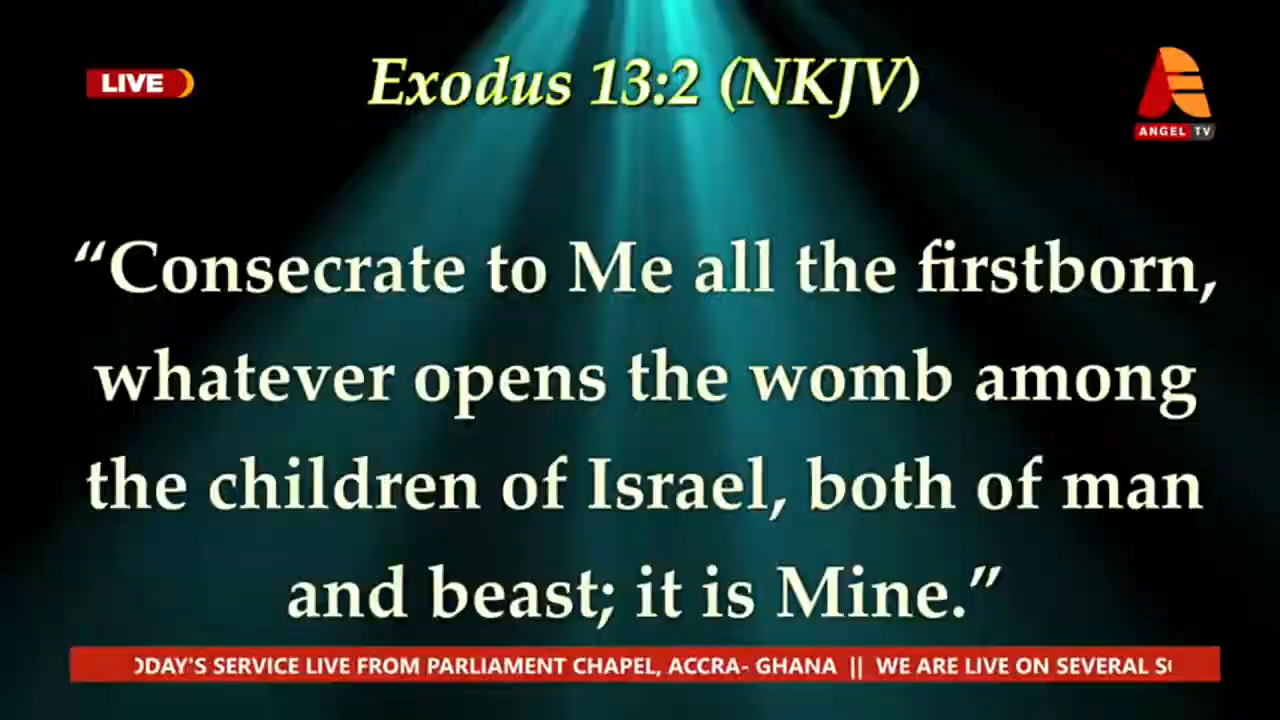 LIVE
Exodus 13:2 (NKJV)
ANGEL TV
“Consecrate to Me all the firstborn,
whatever opens the womb among
the children of Israel, both of man
and beast; it is Mine.”
SERVICE LIVE FROM PARLIAMENT CHAPEL, ACCRA- GHANA || WE ARE LIVE ON SEVERAL